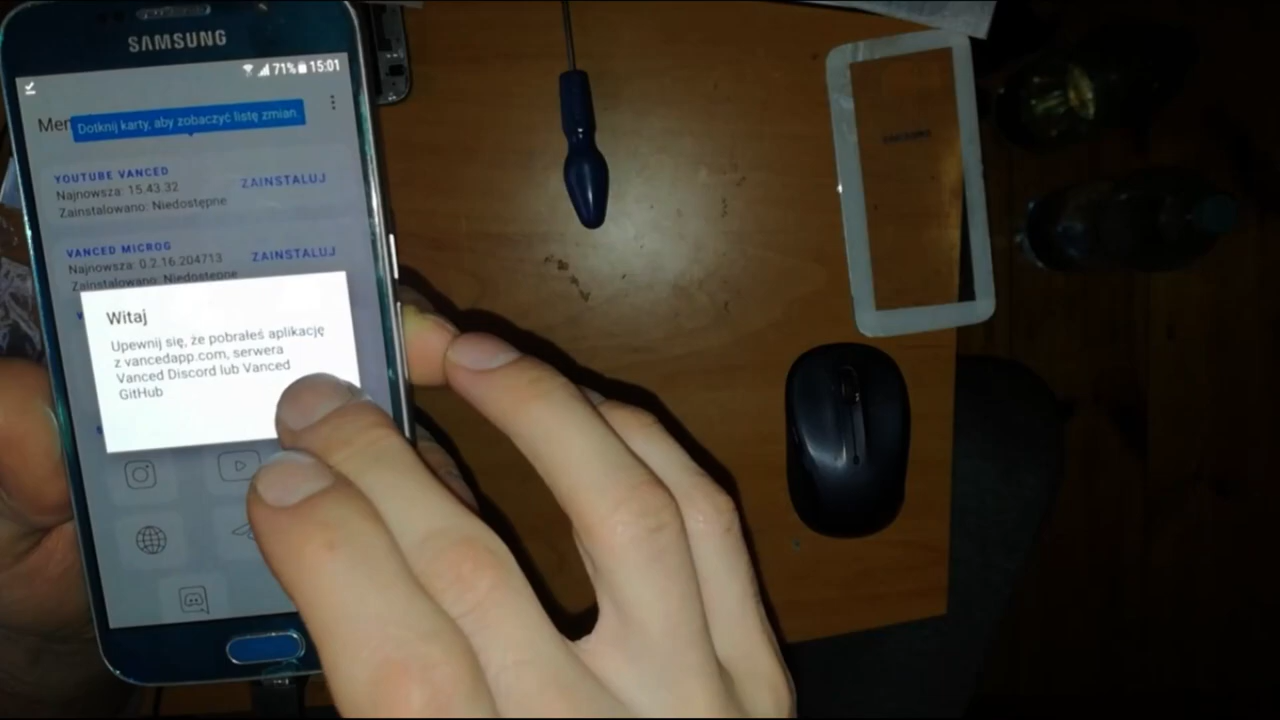 SAMSUNG
71% 15:01
Dotknij karty, aby zobaczyć listę zmian.
YOUTUBE VANCED
Najnowsza: 15.43.32
ZAINSTALUJ
Zainstalowano: Niedostępne
VANCED MICROG
Najnowsza: 0.2.16.204713
ZAINSTALUJ
Zainstalowano: Niedostępne
Witaj
Upewnij się, że pobrałeś aplikację
z vancedapp.com, serwera
Vanced Discord lub Vanced
GitHub